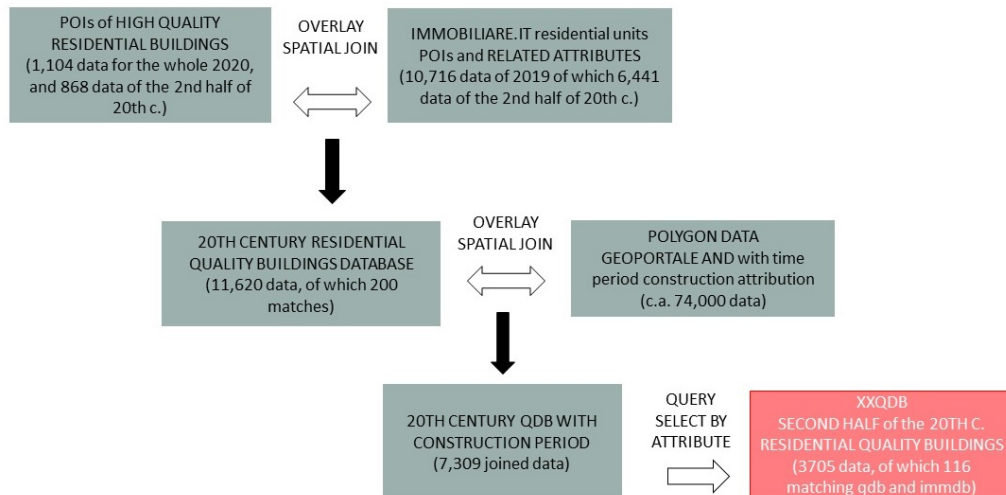 POIs of HIGH QUALITY
RESIDENTIAL BUILDINGS
(1,104 data for the whole 2020,
and 868 data of the 2nd half of
20th c.)
OVERLAY
SPATIAL JOIN
IMMOBILIARE.IT residential units
POIs and RELATED ATTRIBUTES
(10,716 data of 2019 of which 6,441
data of the 2nd half of 20th c.)
20TH CENTURY RESIDENTIAL
QUALITY BUILDINGS DATABASE
(11,620 data, of which 200
matches)
OVERLAY
SPATIAL JOIN
POLYGON DATA
GEOPORTALE AND with time
period construction attribution
(c.a. 74,000 data)
20TH CENTURY QDB WITH
CONSTRUCTION PERIOD
(7,309 joined data)
QUERY
SELECT BY
ATTRIBUTE
XXQDB
SECOND HALF of the 20TH C.
RESIDENTIAL QUALITY BUILDINGS
(3705 data, of which 116
matching qdb and immdb)